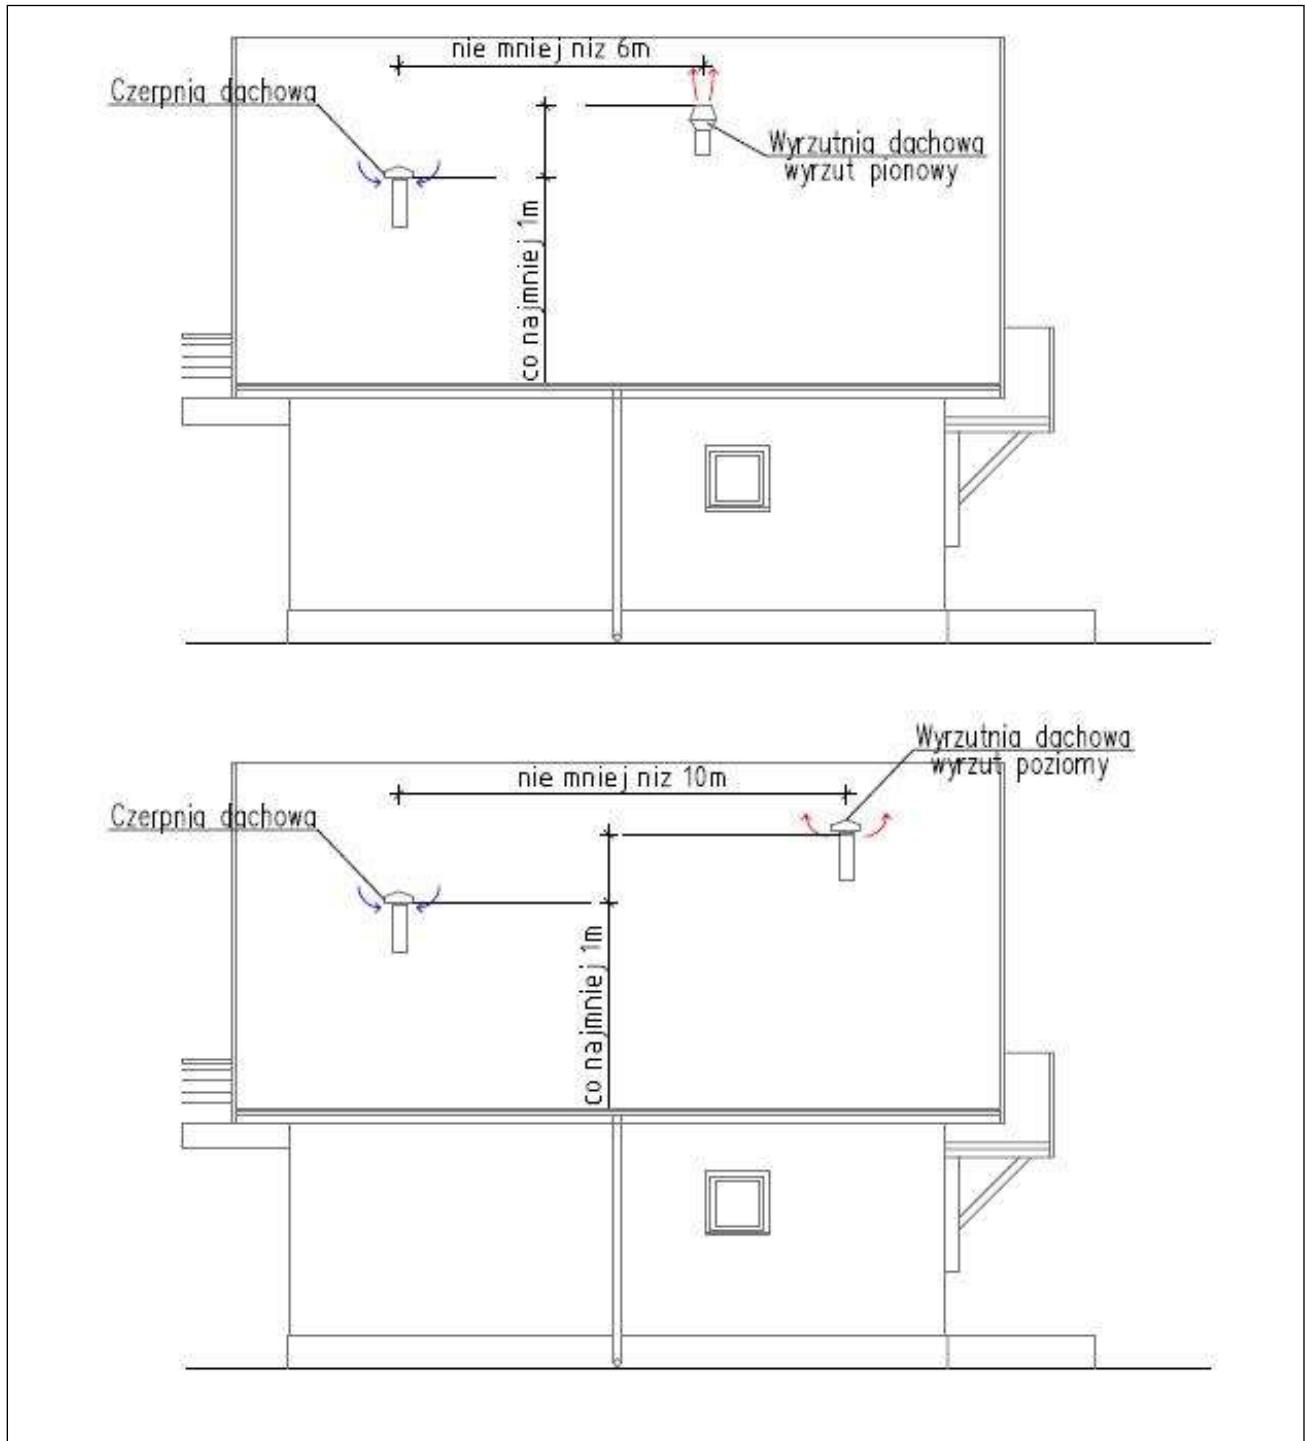 nie mniej niz 6m
Czerpnia dachowa
Wyrzutnia dachowa
wyrzut pionowy
co najmniej 1m
Wyrzutnia dachowa
wyrzut poziomy
nie mniej niz 10m
Czerpnia dachowa
co najmniej 1m